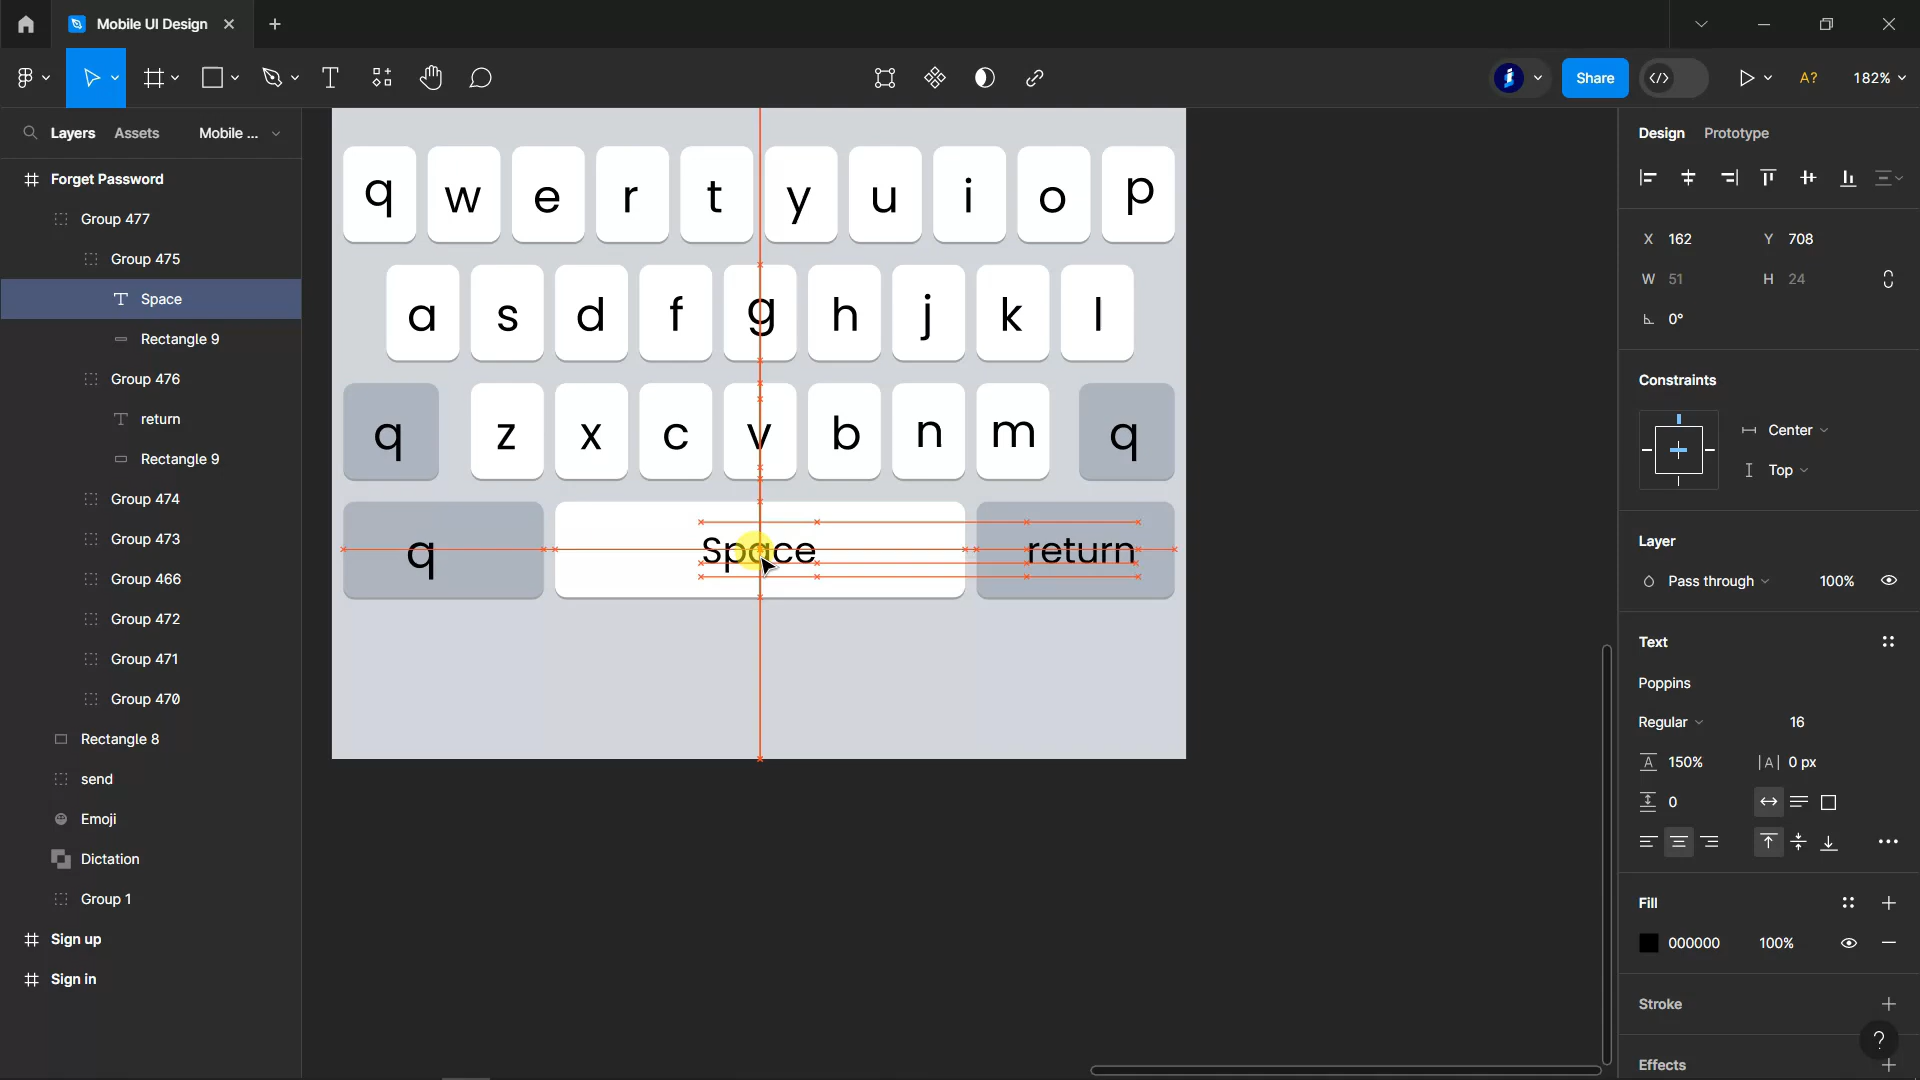 Mobile UI Design
Share
A?
182%
Layers
Assets
Mobile ...
Design
Prototype
Forget Password
Group 477
Group 475
Space
Rectangle 9
Group 476
return
Rectangle 9
Group 474
Group 473
Group 466
Group 472
Group 471
Group 470
Rectangle 8
send
Emoji
Dictation
Group 1
Sign up
Sign in
q w e r t y u i o p
a s d f g h j k l
q z x c v b n m q
q Space return
X 162 Y 708
W 51 H 24
0°
Constraints
Center
Top
Layer
Pass through 100%
Text
Poppins
Regular 16
A 150% |A| 0 px
0
Fill
000000 100%
Stroke
?
Effects